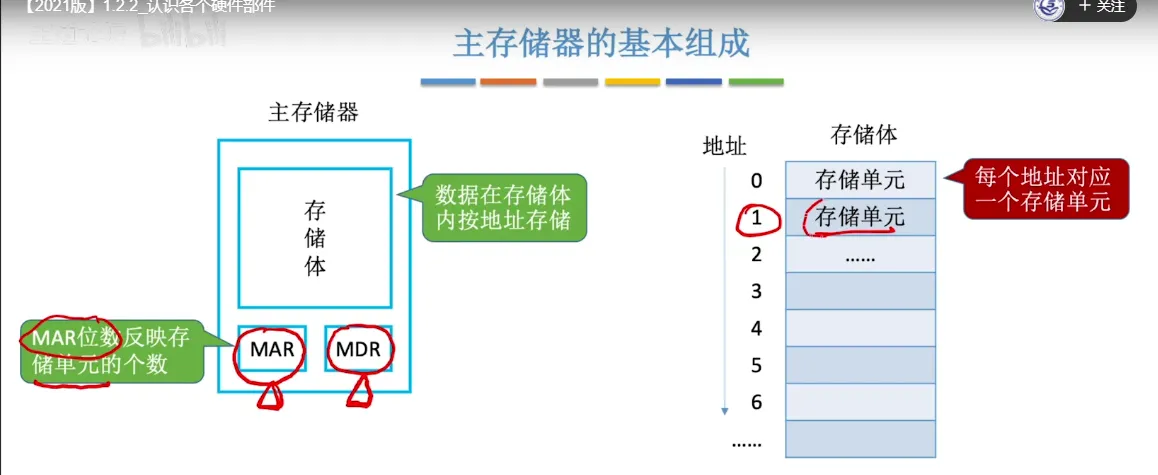 【2021版】1.2.2_认识各个硬件部件
+ 关注
主存储器的基本组成
主存储器
存
储
体
数据在存储体
内按地址存储
MAR位数反映存
储单元的个数
MAR
MDR
地址
存储体
0
存储单元
1
存储单元
2
……
3
4
5
6
……
每个地址对应
一个存储单元